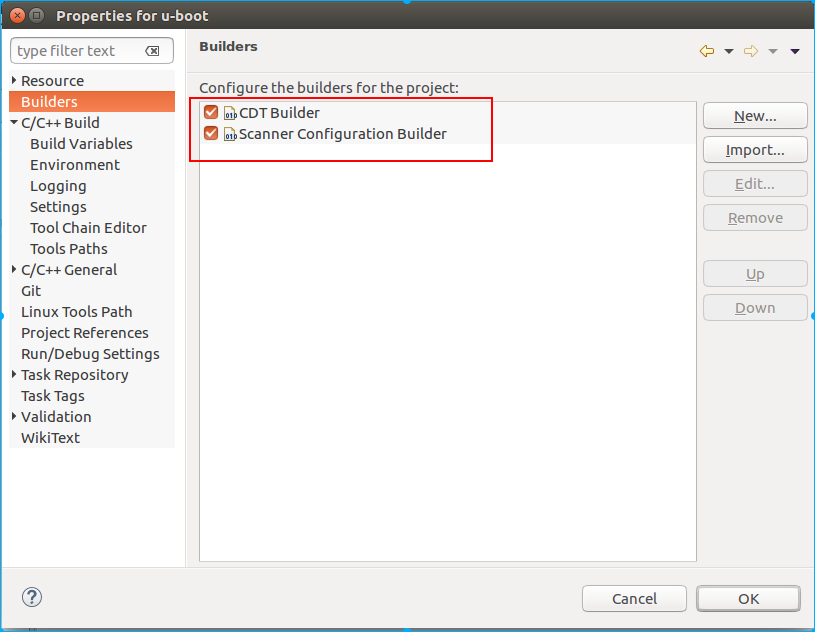 Properties for u-boot
type filter text
Resource
Builders
C/C++ Build
Build Variables
Environment
Logging
Settings
Tool Chain Editor
Tools Paths
C/C++ General
Git
Linux Tools Path
Project References
Run/Debug Settings
Task Repository
Task Tags
Validation
WikiText
Builders
Configure the builders for the project:
010 CDT Builder
010 Scanner Configuration Builder
New...
Import...
Edit...
Remove
Up
Down
?
Cancel
OK